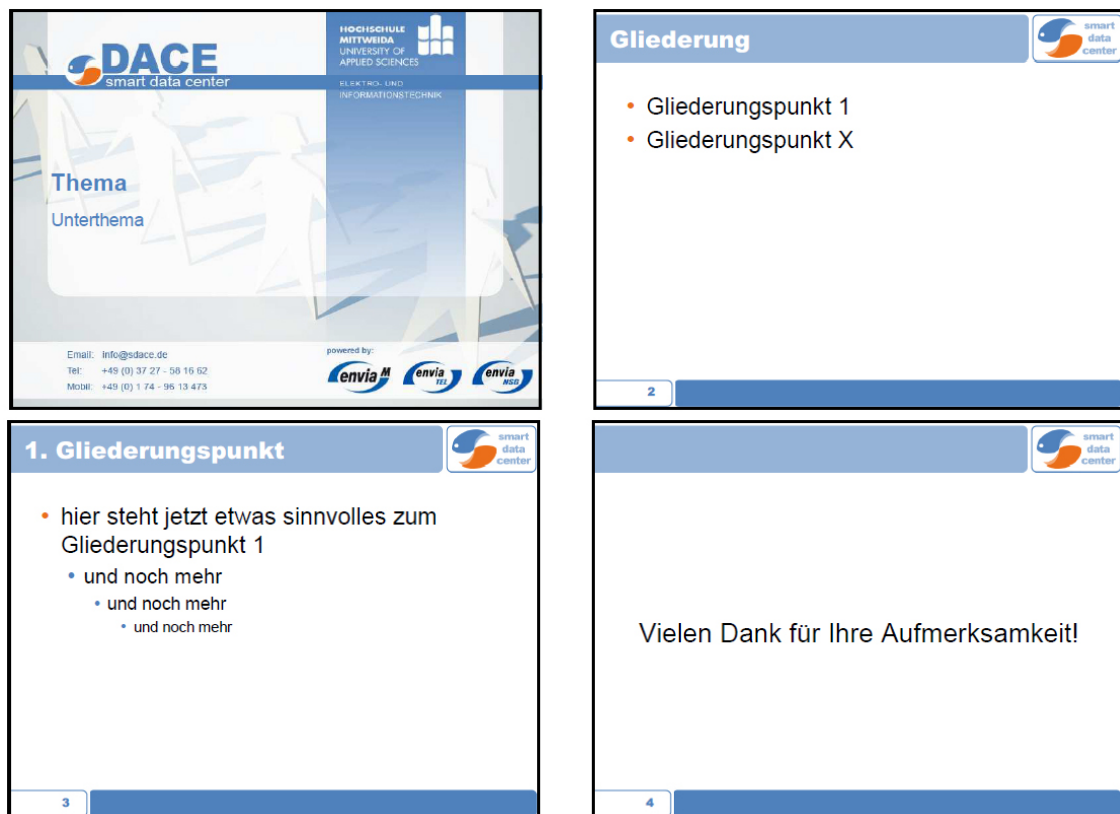 sDACE
smart data center
HOCHSCHULE
MITTWEIDA
UNIVERSITY OF
APPLIED SCIENCES
ELEKTRO- UND
INFORMATIONSTECHNIK
Thema
Unterthema
Email: info@sdace.de
Tel: +49 (0) 37 27 - 58 16 62
Mobil: +49 (0) 1 74 - 96 13 473
powered by:
envia M
envia TEL
envia NSG
Gliederung
smart
data
center
• Gliederungspunkt 1
• Gliederungspunkt X
2
1. Gliederungspunkt
smart
data
center
• hier steht jetzt etwas sinnvolles zum
Gliederungspunkt 1
• und noch mehr
• und noch mehr
• und noch mehr
3
smart
data
center
Vielen Dank für Ihre Aufmerksamkeit!
4